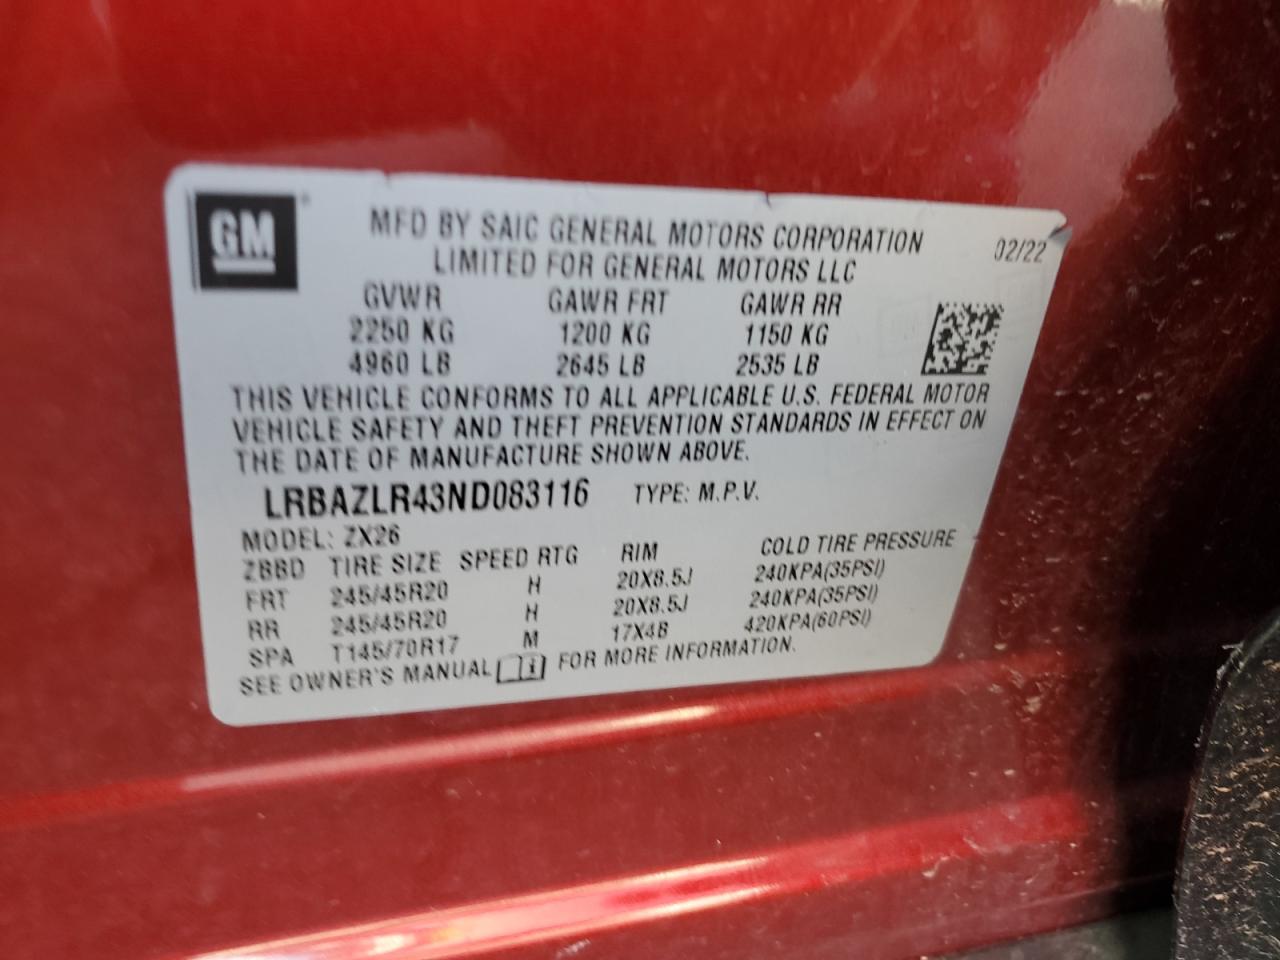 GM
MFD BY SAIC GENERAL MOTORS CORPORATION
LIMITED FOR GENERAL MOTORS LLC
02/22
GVWR GAWR FRT GAWR RR
2250 KG 1200 KG 1150 KG
4960 LB 2645 LB 2535 LB
THIS VEHICLE CONFORMS TO ALL APPLICABLE U.S. FEDERAL MOTOR
VEHICLE SAFETY AND THEFT PREVENTION STANDARDS IN EFFECT ON
THE DATE OF MANUFACTURE SHOWN ABOVE.
LRBAZLR43ND083116 TYPE: M.P.V.
MODEL: ZX26
ZBBD TIRE SIZE SPEED RTG RIM COLD TIRE PRESSURE
FRT 245/45R20 H 20X8.5J 240KPA(35PSI)
RR 245/45R20 H 20X8.5J 240KPA(35PSI)
SPA T145/70R17 M 17X4B 420KPA(60PSI)
SEE OWNER'S MANUAL i FOR MORE INFORMATION.